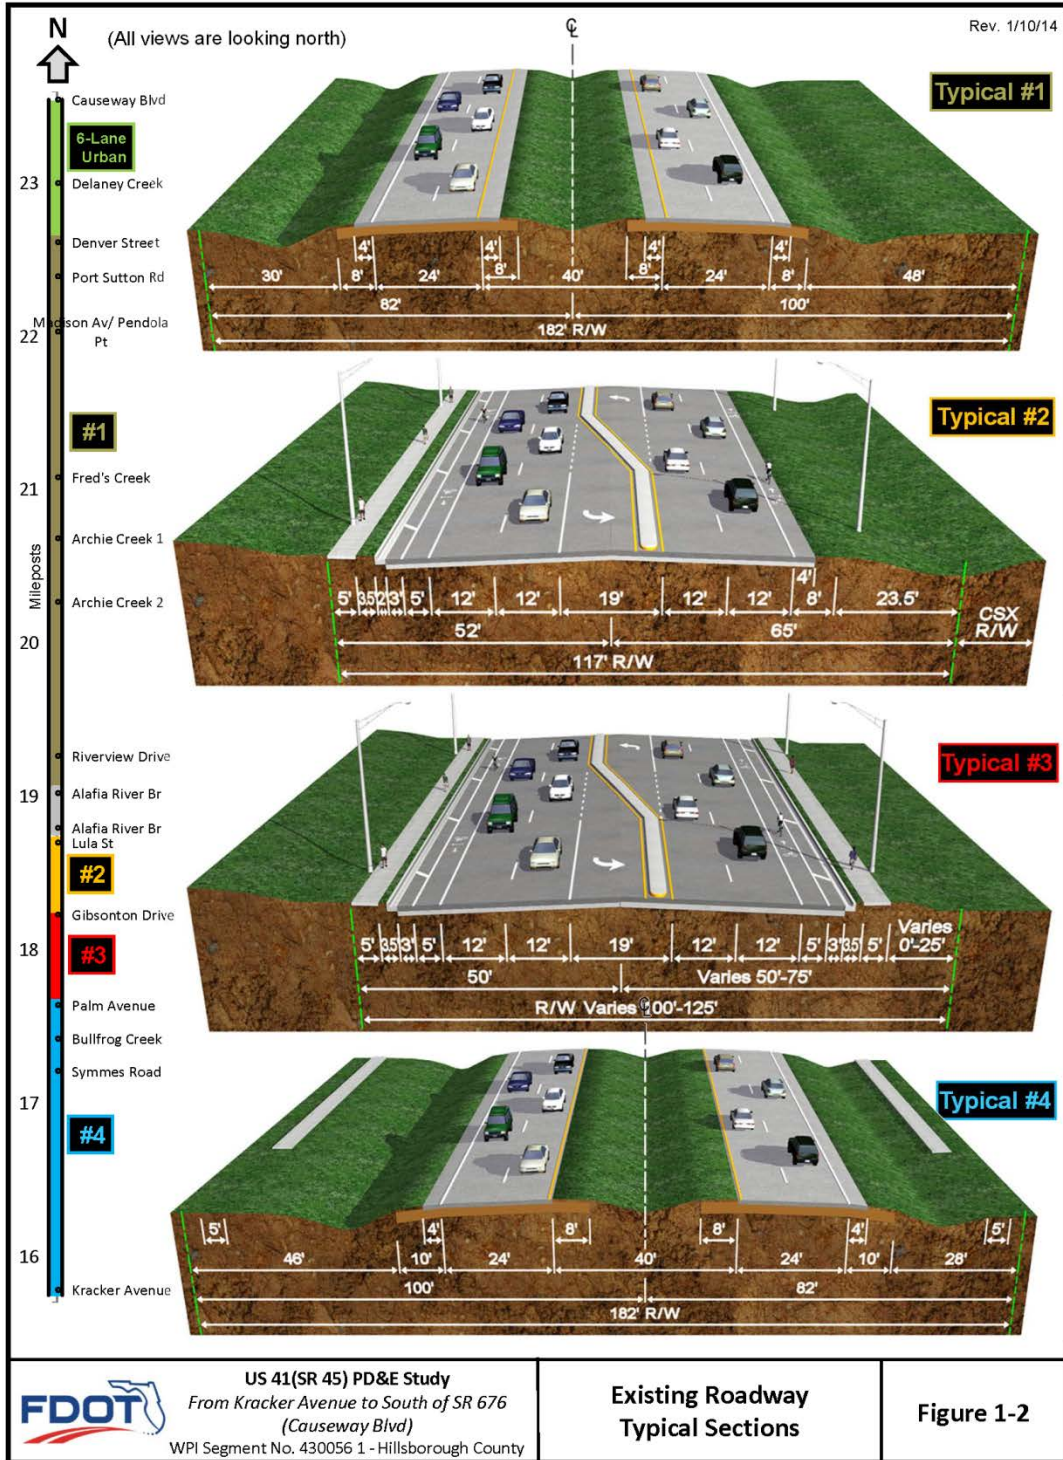 N
(All views are looking north)
Rev. 1/10/14
Causeway Blvd
6-Lane
Urban
23
Delaney Creek
Denver Street
Port Sutton Rd
Madison Av/ Pendola
Pt
22
#1
Fred's Creek
21
Archie Creek 1
Archie Creek 2
Mileposts
20
Riverview Drive
19
Alafia River Br
Alafia River Br
Lula St
#2
Gibsonton Drive
18
#3
Palm Avenue
Bullfrog Creek
Symmes Road
17
#4
16
Kracker Avenue
℄
Typical #1
4' 4' 4' 4'
30' 8' 24' 8' 40' 8' 24' 8' 48'
82' 100'
182' R/W
Typical #2
4'
5' 3.5' 2' 3' 5' 12' 12' 19' 12' 12' 8' 23.5'
CSX
R/W
52' 65'
117' R/W
Typical #3
5' 3.5' 3' 5' 12' 12' 19' 12' 12' 5' 3' 3.5' 5' Varies
0'-25'
50' Varies 50'-75'
R/W Varies 100'-125'
℄
Typical #4
5' 4' 8' 8' 4' 5'
46' 10' 24' 40' 24' 10' 28'
100' 82'
182' R/W
FDOT
US 41(SR 45) PD&E Study
From Kracker Avenue to South of SR 676
(Causeway Blvd)
WPI Segment No. 430056 1 - Hillsborough County
Existing Roadway
Typical Sections
Figure 1-2